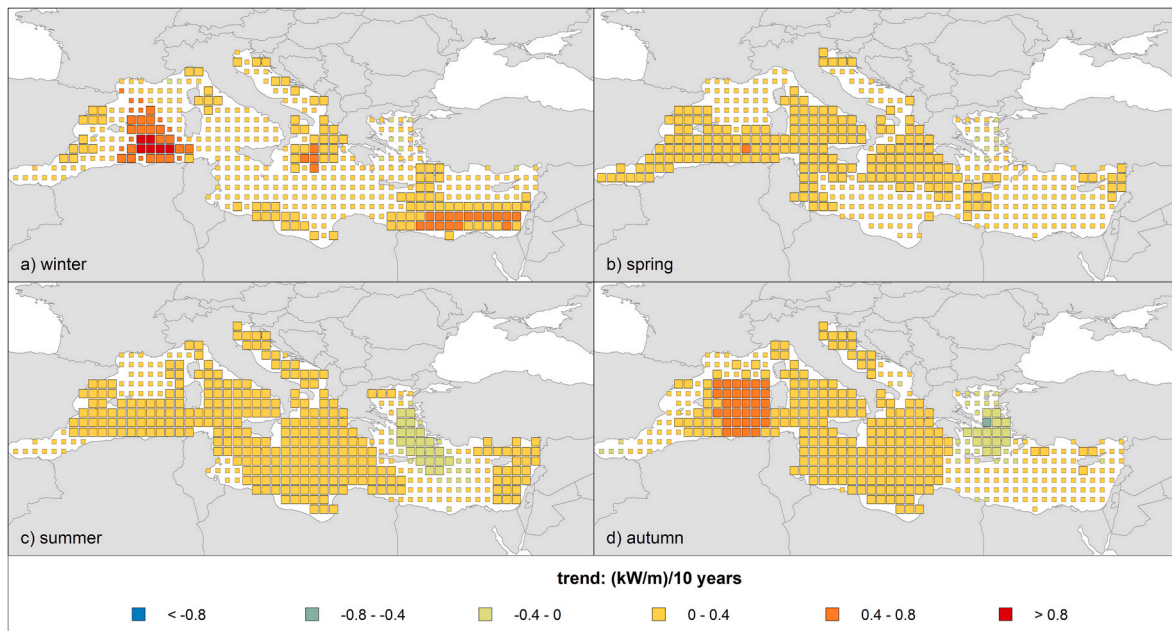 a) winter
b) spring
c) summer
d) autumn
trend: (kW/m)/10 years
< -0.8
-0.8 - -0.4
-0.4 - 0
0 - 0.4
0.4 - 0.8
> 0.8